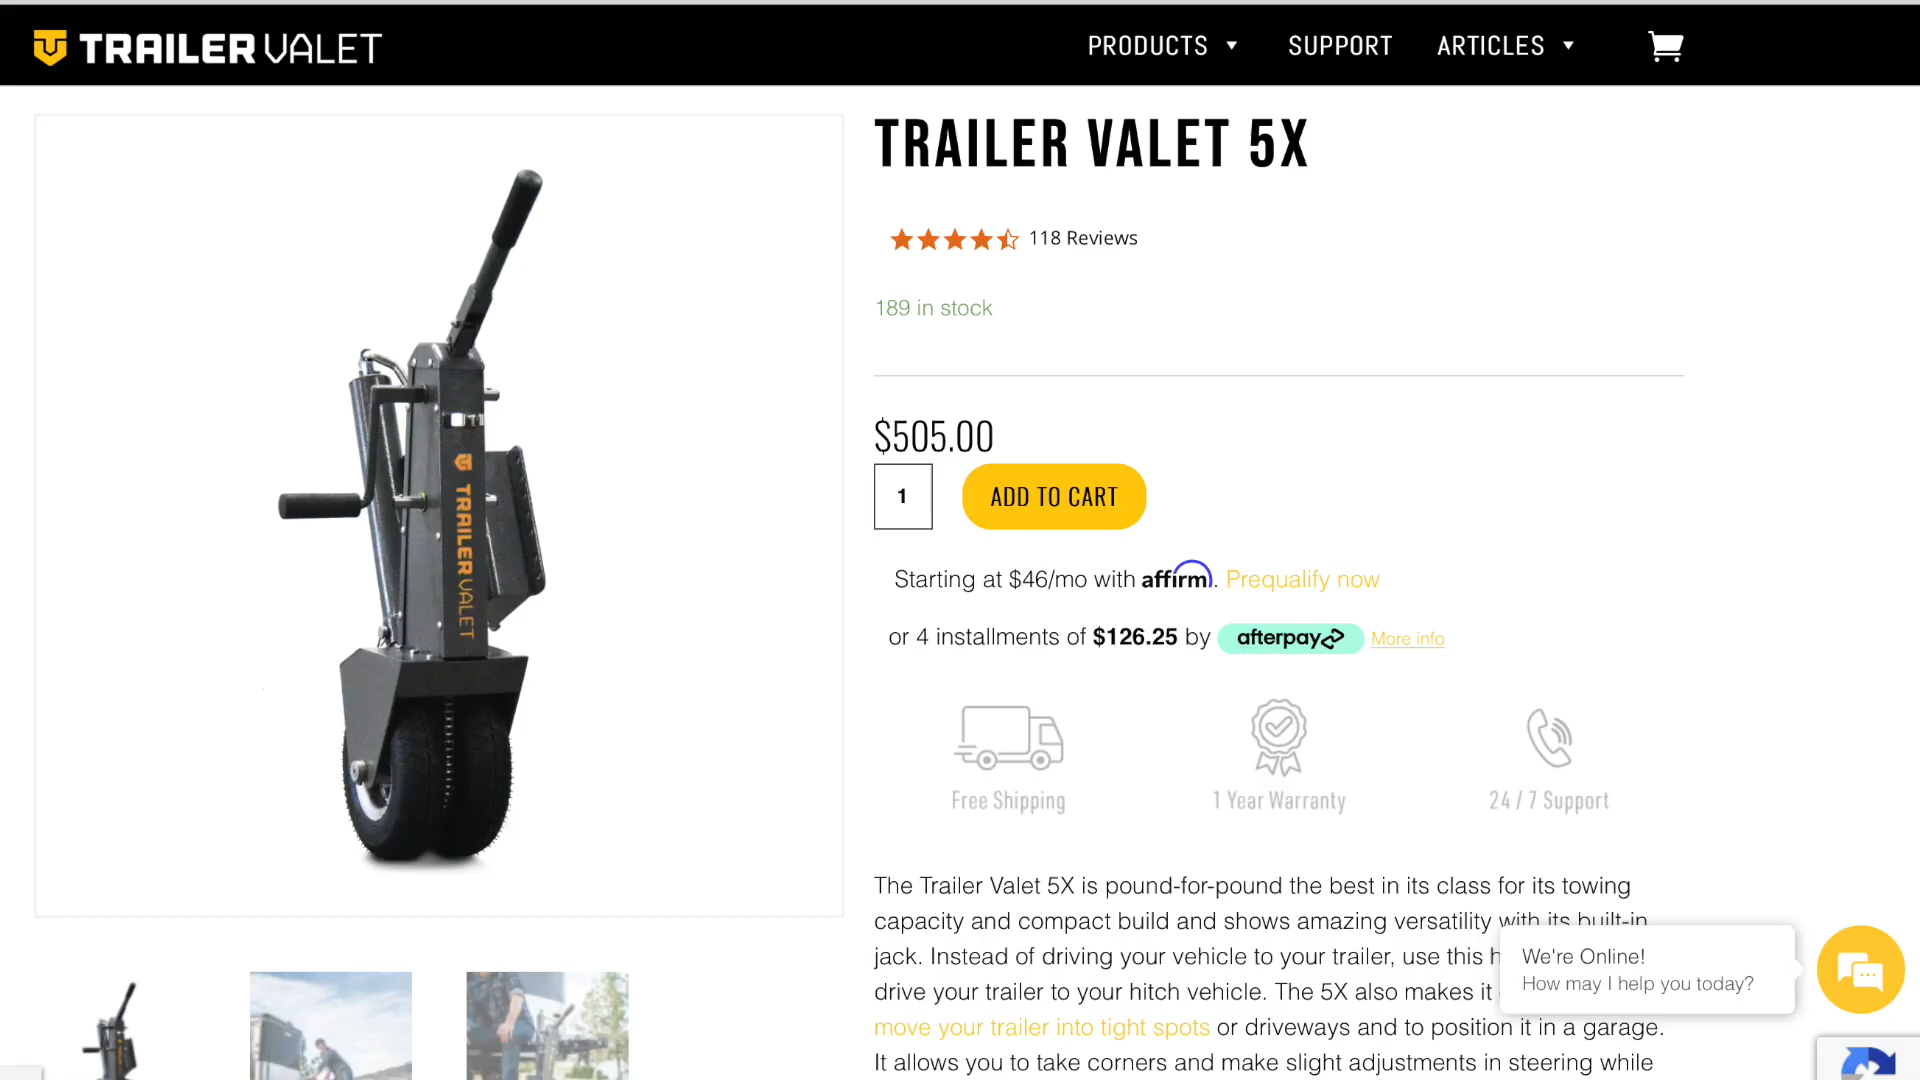 TRAILER VALET
PRODUCTS ▼
SUPPORT
ARTICLES ▼
TRAILER VALET 5X
118 Reviews
189 in stock
$505.00
1
ADD TO CART
Starting at $46/mo with affirm. Prequalify now
or 4 installments of $126.25 by afterpay More info
Free Shipping
1 Year Warranty
24 / 7 Support
TRAILER VALET
The Trailer Valet 5X is pound-for-pound the best in its class for its towing
capacity and compact build and shows amazing versatility with its built-in
jack. Instead of driving your vehicle to your trailer, use this
drive your trailer to your hitch vehicle. The 5X also makes it
move your trailer into tight spots or driveways and to position it in a garage.
It allows you to take corners and make slight adjustments in steering while
We're Online!
How may I help you today?